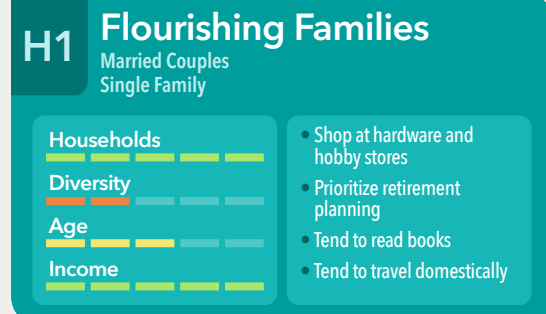 H1
Flourishing Families
Married Couples
Single Family
Households
Diversity
Age
Income
• Shop at hardware and
hobby stores
• Prioritize retirement
planning
• Tend to read books
• Tend to travel domestically